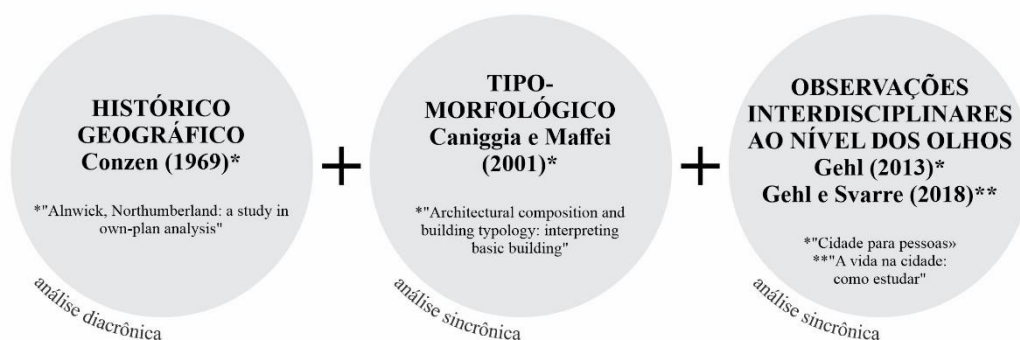 HISTÓRICO
GEOGRÁFICO
Conzen (1969)*
*"Alnwick, Northumberland: a study in
own-plan analysis"
análise diacrônica
+
TIPO-
MORFOLÓGICO
Caniggia e Maffei
(2001)*
*"Architectural composition and
building typology: interpreting
basic building"
análise sincrônica
+
OBSERVAÇÕES
INTERDISCIPLINARES
AO NÍVEL DOS OLHOS
Gehl (2013)*
Gehl e Svarre (2018)**
*"Cidade para pessoas»
**"A vida na cidade:
como estudar"
análise sincrônica